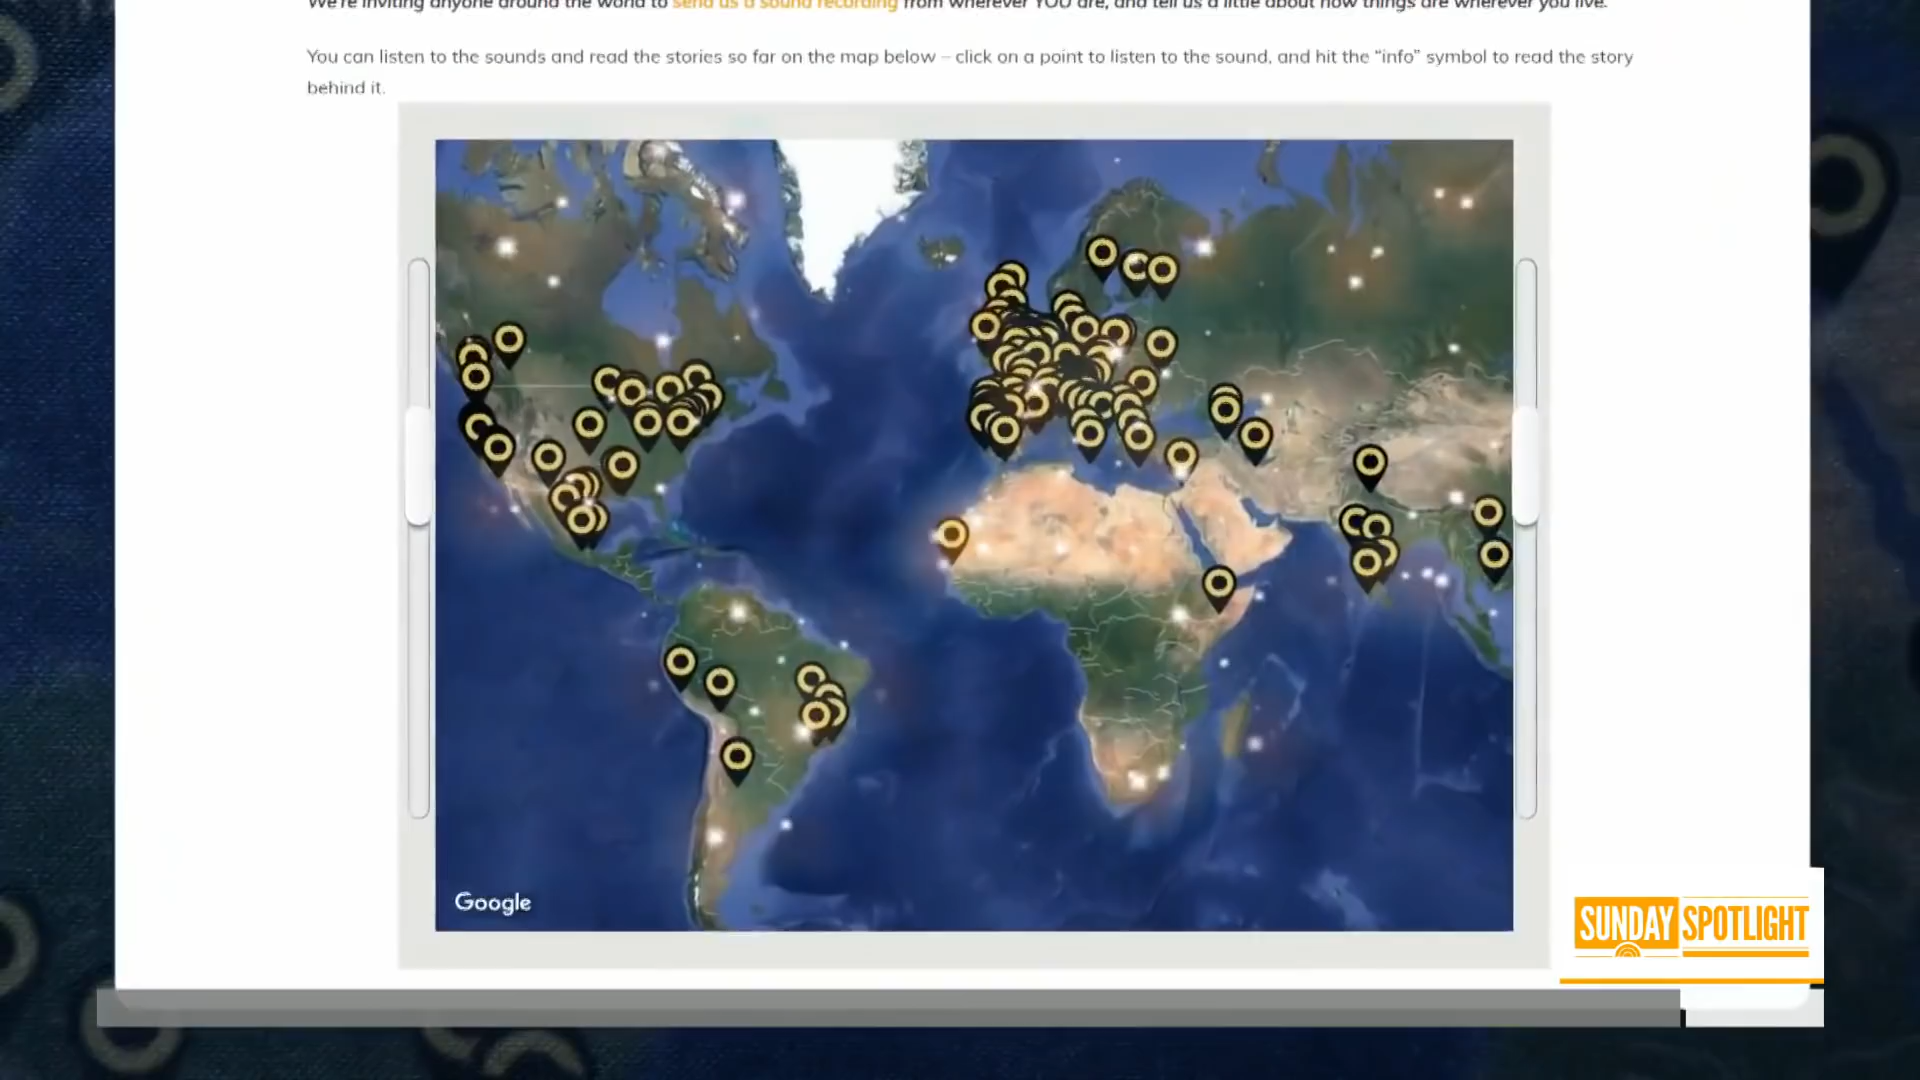 We're inviting anyone around the world to send us a sound recording from wherever YOU are, and tell us a little about how things are wherever you live.
You can listen to the sounds and read the stories so far on the map below – click on a point to listen to the sound, and hit the “info” symbol to read the story
behind it.
Google
SUNDAY SPOTLIGHT